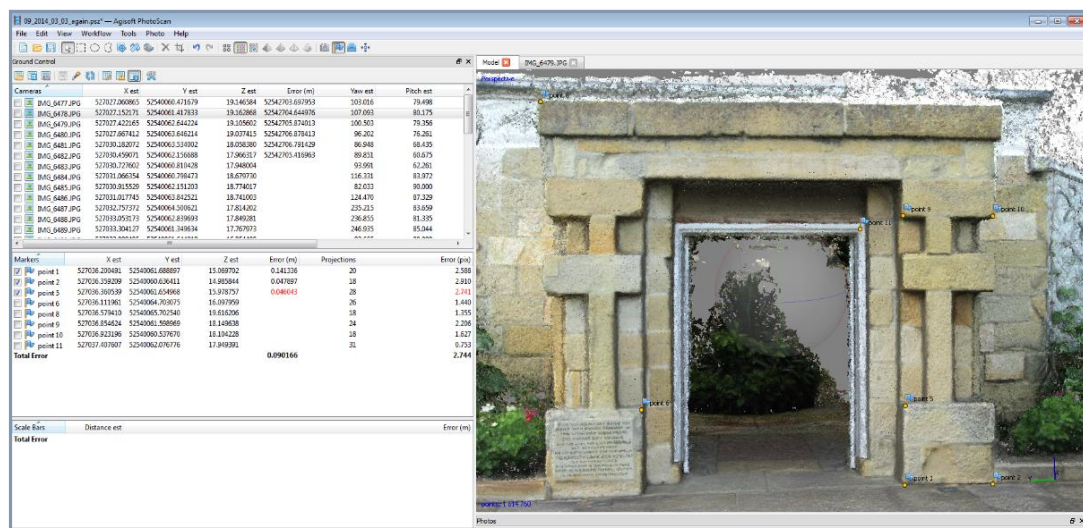 09_2014_03_03_again.psz* — Agisoft PhotoScan
File Edit View Workflow Tools Photo Help
Ground Control
Model IMG_6479.JPG
Perspective
Cameras X est Y est Z est Error (m) Yaw est Pitch est
IMG_6477.JPG 527027.060865 52540060.471679 19.146584 52542703.697953 103.016 79.498
IMG_6478.JPG 527027.152171 52540061.417833 19.162868 52542704.644976 107.093 80.175
IMG_6479.JPG 527027.422165 52540062.644224 19.105602 52542705.874013 100.503 79.356
IMG_6480.JPG 527027.667412 52540063.646214 19.037415 52542706.878413 96.202 76.261
IMG_6481.JPG 527030.182072 52540063.534002 18.058380 52542706.791429 86.948 68.435
IMG_6482.JPG 527030.459071 52540062.156688 17.966317 52542705.416963 89.851 60.675
IMG_6483.JPG 527030.727602 52540060.810428 17.948004 93.991 62.261
IMG_6484.JPG 527031.066354 52540060.798473 18.679730 116.331 83.972
IMG_6485.JPG 527030.915529 52540062.151203 18.774017 82.033 90.000
IMG_6486.JPG 527031.017745 52540063.842521 18.741003 124.476 87.329
IMG_6487.JPG 527032.757372 52540064.500621 17.814202 235.215 83.659
IMG_6488.JPG 527033.053173 52540062.839693 17.849281 236.855 81.335
IMG_6489.JPG 527033.304127 52540061.349634 17.767973 246.935 85.044
Markers X est Y est Z est Error (m) Projections Error (pix)
point 1 527036.200491 52540061.688897 15.069702 0.141336 20 2.588
point 2 527036.359209 52540060.636411 14.985844 0.047897 18 2.910
point 5 527036.360539 52540061.654968 15.978757 0.046043 28 2.741
point 6 527036.111961 52540064.703075 16.097959 26 1.440
point 8 527036.579410 52540065.702540 19.616206 18 1.355
point 9 527036.854624 52540061.598969 18.149638 24 2.206
point 10 527036.923196 52540060.537670 18.104228 18 1.627
point 11 527037.407607 52540062.076776 17.949391 31 0.753
Total Error 0.090166 2.744
Scale Bars Distance est Error (m)
Total Error
point 9
point 10
point 11
point 6
point 5
point 1
point 2
Photos